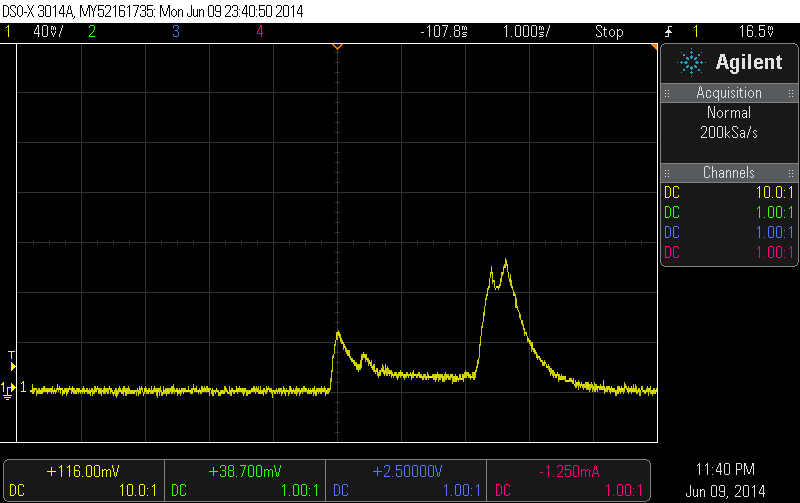 DSO-X 3014A, MY52161735: Mon Jun 09 23:40:50 2014
1 40mV/ 2 3 4 -107.8s 1.000s/ Stop 1 16.5V
Agilent
Acquisition
Normal
200kSa/s
Channels
DC 10.0:1
DC 1.00:1
DC 1.00:1
DC 1.00:1
T
1 1
+116.00mV +38.700mV +2.50000V -1.250mA
DC 10.0:1 DC 1.00:1 DC 1.00:1 DC 1.00:1
11:40 PM
Jun 09, 2014